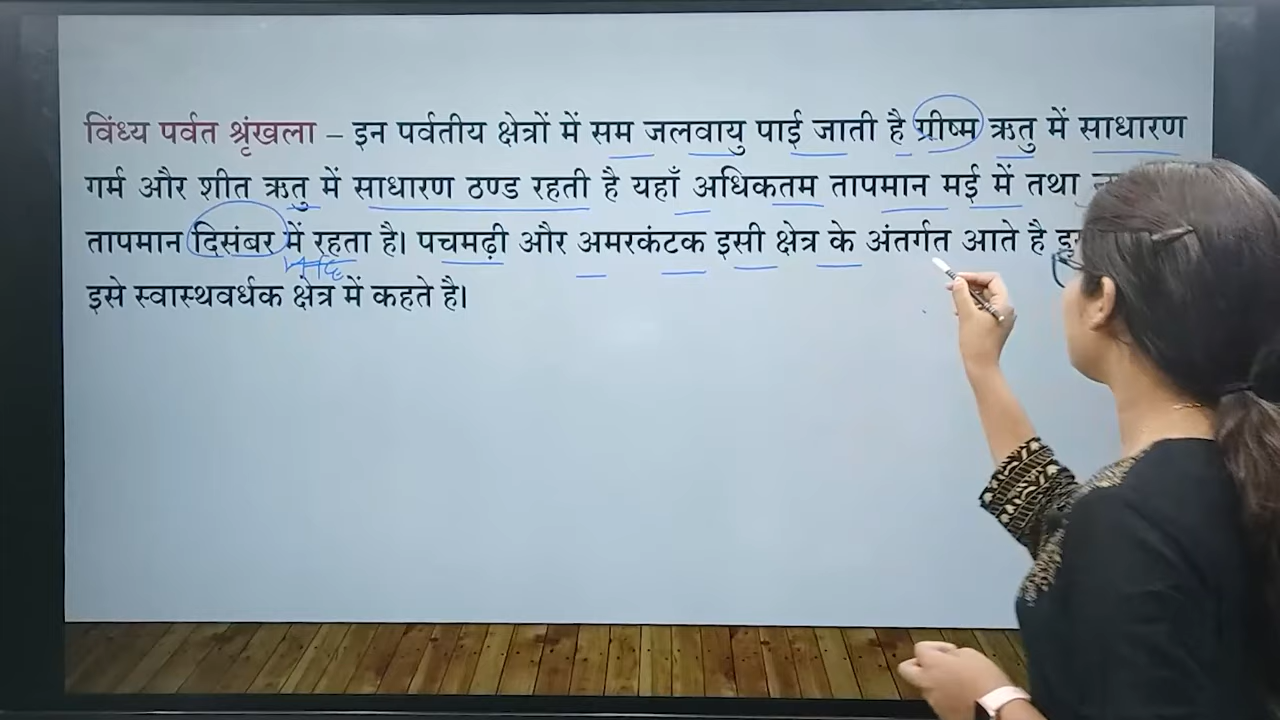 विंध्य पर्वत श्रृंखला – इन पर्वतीय क्षेत्रों में सम जलवायु पाई जाती है ग्रीष्म ऋतु में साधारण
गर्म और शीत ऋतु में साधारण ठण्ड रहती है यहाँ अधिकतम तापमान मई में तथा
तापमान दिसंबर में रहता है। पचमढ़ी और अमरकंटक इसी क्षेत्र के अंतर्गत आते है
इसे स्वास्थवर्धक क्षेत्र में कहते है।